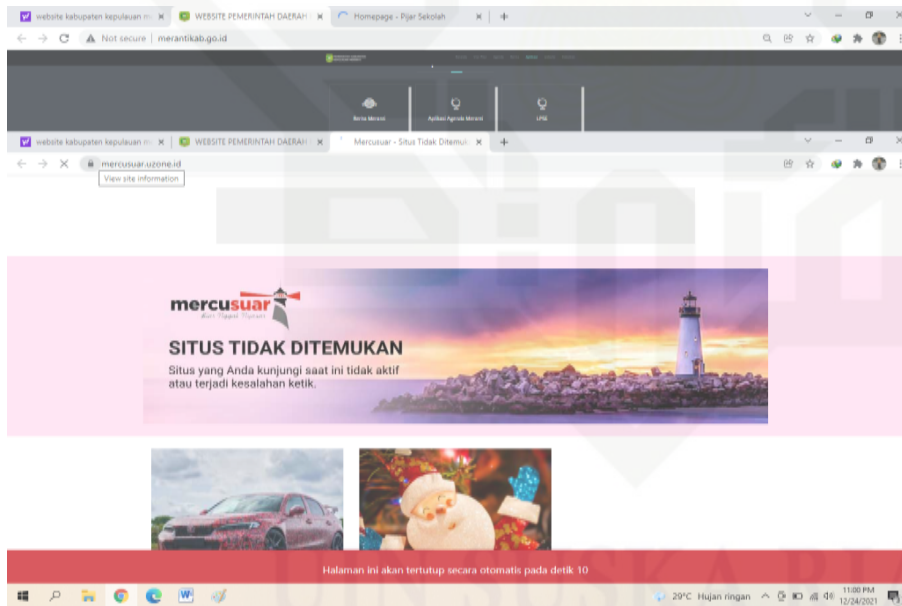 website kabupaten kepulauan m
WEBSITE PEMERINTAH DAERAH
Homepage - Pijar Sekolah
Not secure
merantikab.go.id
Berita Meranti
Aplikasi Agenda Meranti
LPSE
website kabupaten kepulauan m
WEBSITE PEMERINTAH DAERAH
Mercusuar - Situs Tidak Ditemuk
mercusuar.uzone.id
View site information
mercusuar
SITUS TIDAK DITEMUKAN
Situs yang Anda kunjungi saat ini tidak aktif
atau terjadi kesalahan ketik.
Halaman ini akan tertutup secara otomatis pada detik 10
29°C Hujan ringan
11:00 PM
12/24/2021